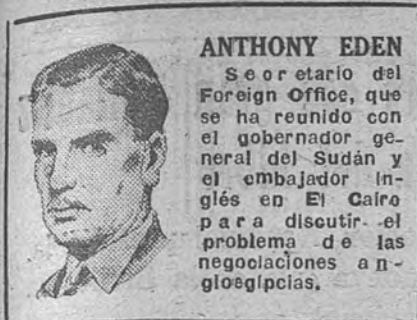 ANTHONY EDEN
Seoretario del
Foreign Office, que
se ha reunido con
el gobernador ge-
neral del Sudán y
el embajador in-
glés en El Cairo
para discutir el
problema de las
negociaciones an-
gloegipcias.